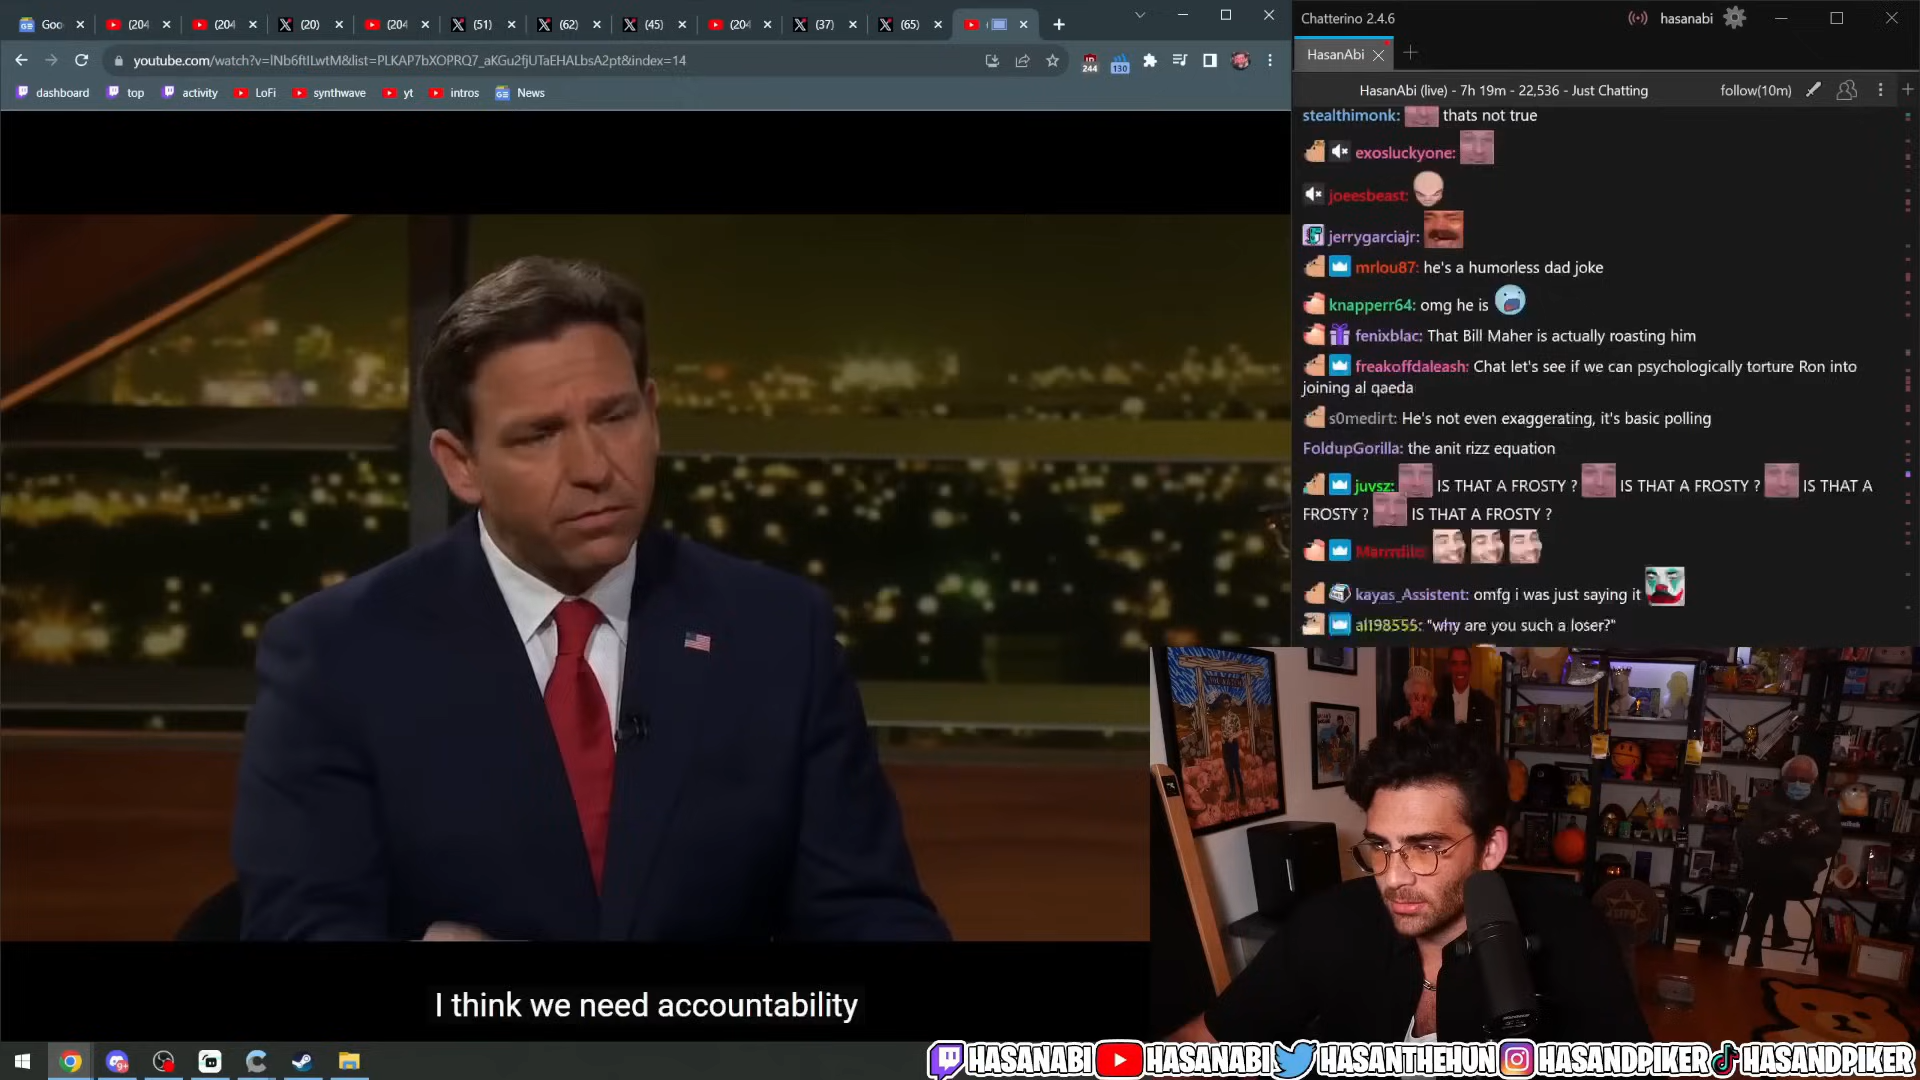 Goo
(204
(204
(20)
(204
(51)
(62)
(45)
(204
(37)
(65)
youtube.com/watch?v=lNb6ftILwtM&list=PLKAP7bXOPRQ7_aKGu2fjUTaEHALbsA2pt&index=14
244
130
dashboard
top
activity
LoFi
synthwave
yt
intros
News
Chatterino 2.4.6
hasanabi
HasanAbi
HasanAbi (live) - 7h 19m - 22,536 - Just Chatting
follow(10m)
stealthimonk: thats not true
exosluckyone:
joeesbeast:
jerrygarciajr:
mrlou87: he's a humorless dad joke
knapperr64: omg he is
fenixblac: That Bill Maher is actually roasting him
freakoffdaleash: Chat let's see if we can psychologically torture Ron into
joining al qaeda
s0medirt: He's not even exaggerating, it's basic polling
FoldupGorilla: the anit rizz equation
juvsz: IS THAT A FROSTY ? IS THAT A FROSTY ? IS THAT A
FROSTY ? IS THAT A FROSTY ?
kayas_Assistent: omfg i was just saying it
ali98555: "why are you such a loser?"
I think we need accountability
HASANABI
HASANABI
HASANTHEHUN
HASANDPIKER
HASANDPIKER